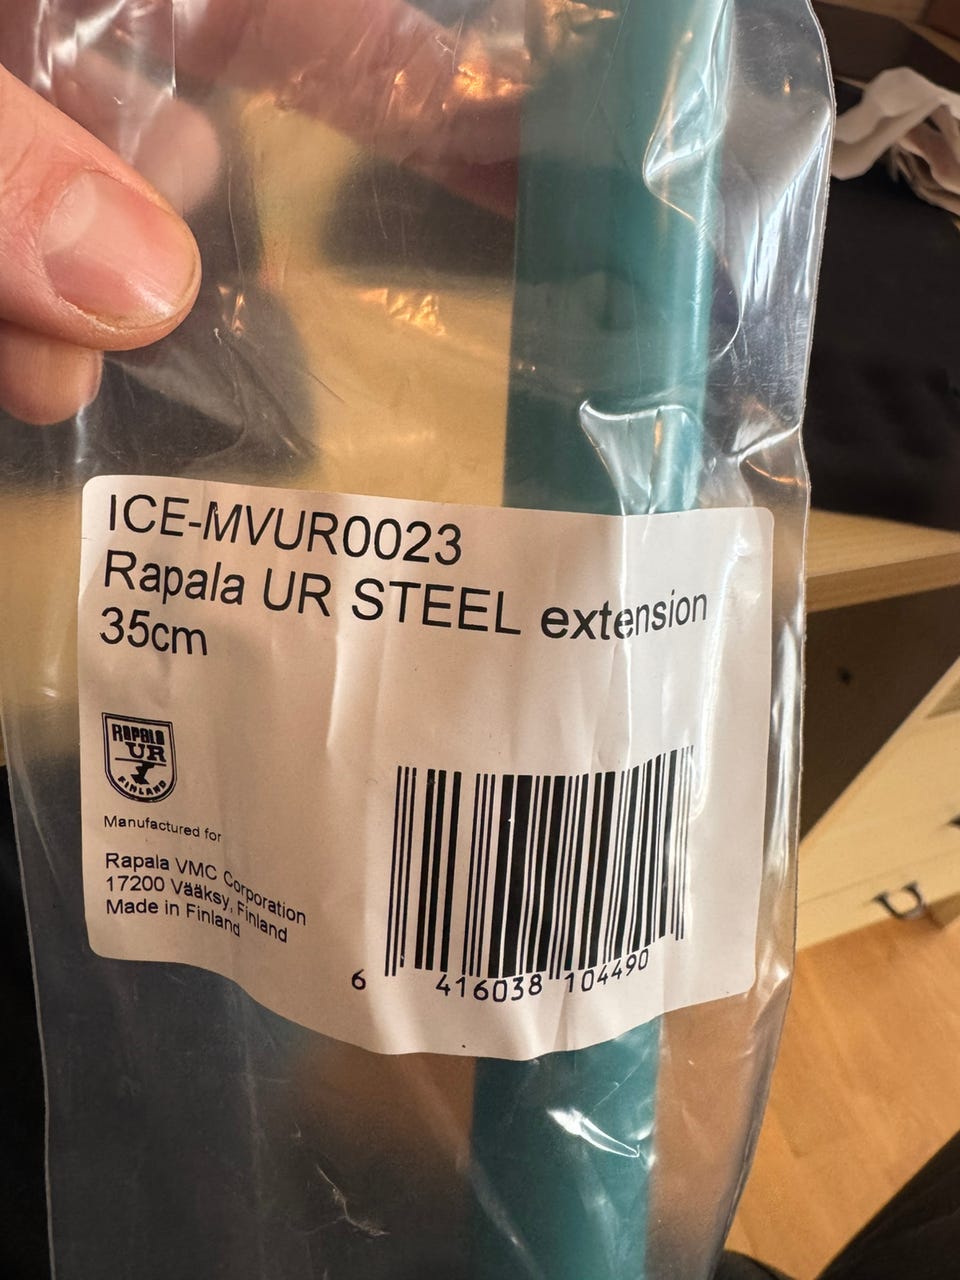 ICE-MVUR0023
Rapala UR STEEL extension
35cm
RAPALA
UR
FINLAND
Manufactured for
Rapala VMC Corporation
17200 Vääksy, Finland
Made in Finland
6 416038 104490